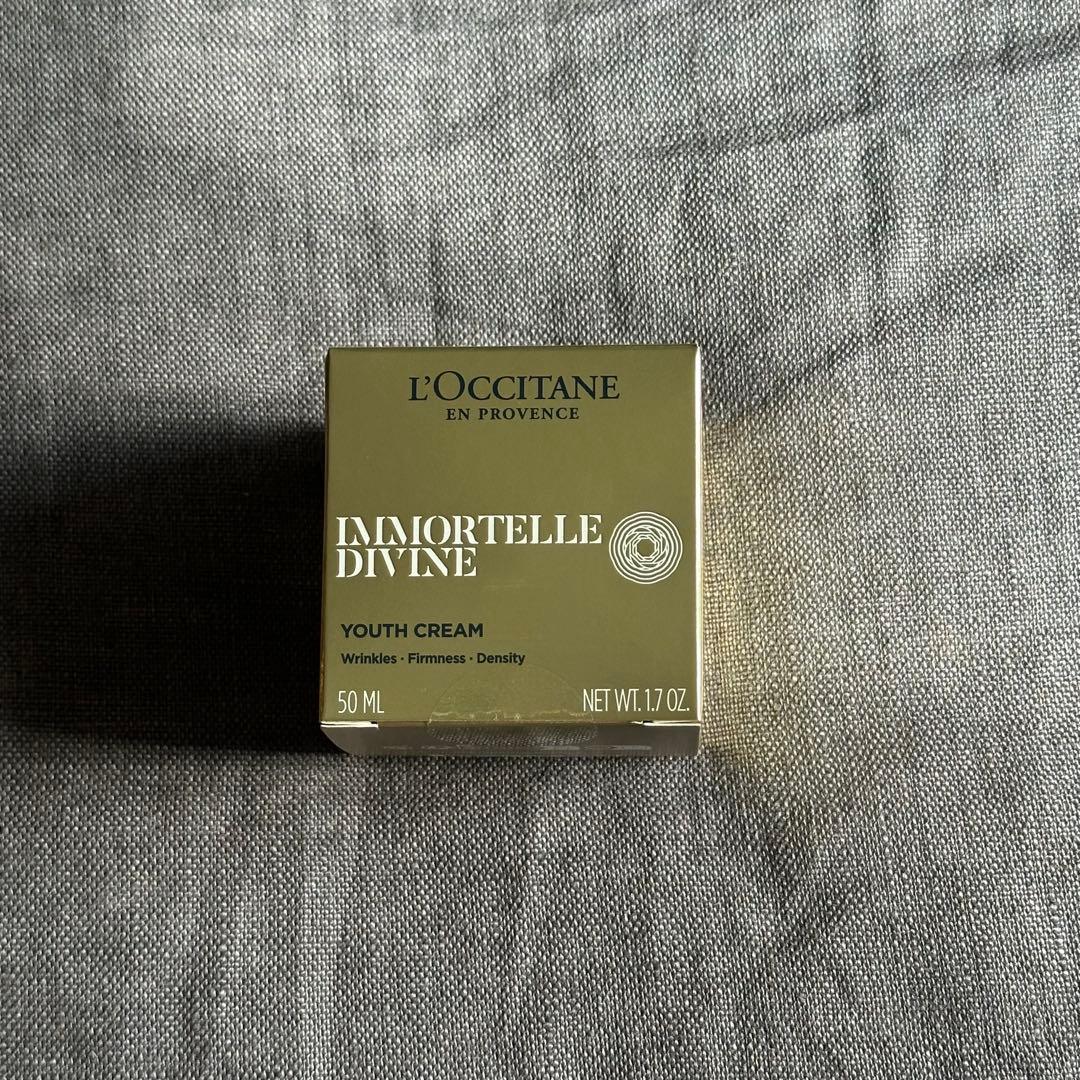 L'OCCITANE
EN PROVENCE
IMMORTELLE
DIVINE
YOUTH CREAM
Wrinkles · Firmness · Density
50 ML
NET WT. 1.7 OZ.